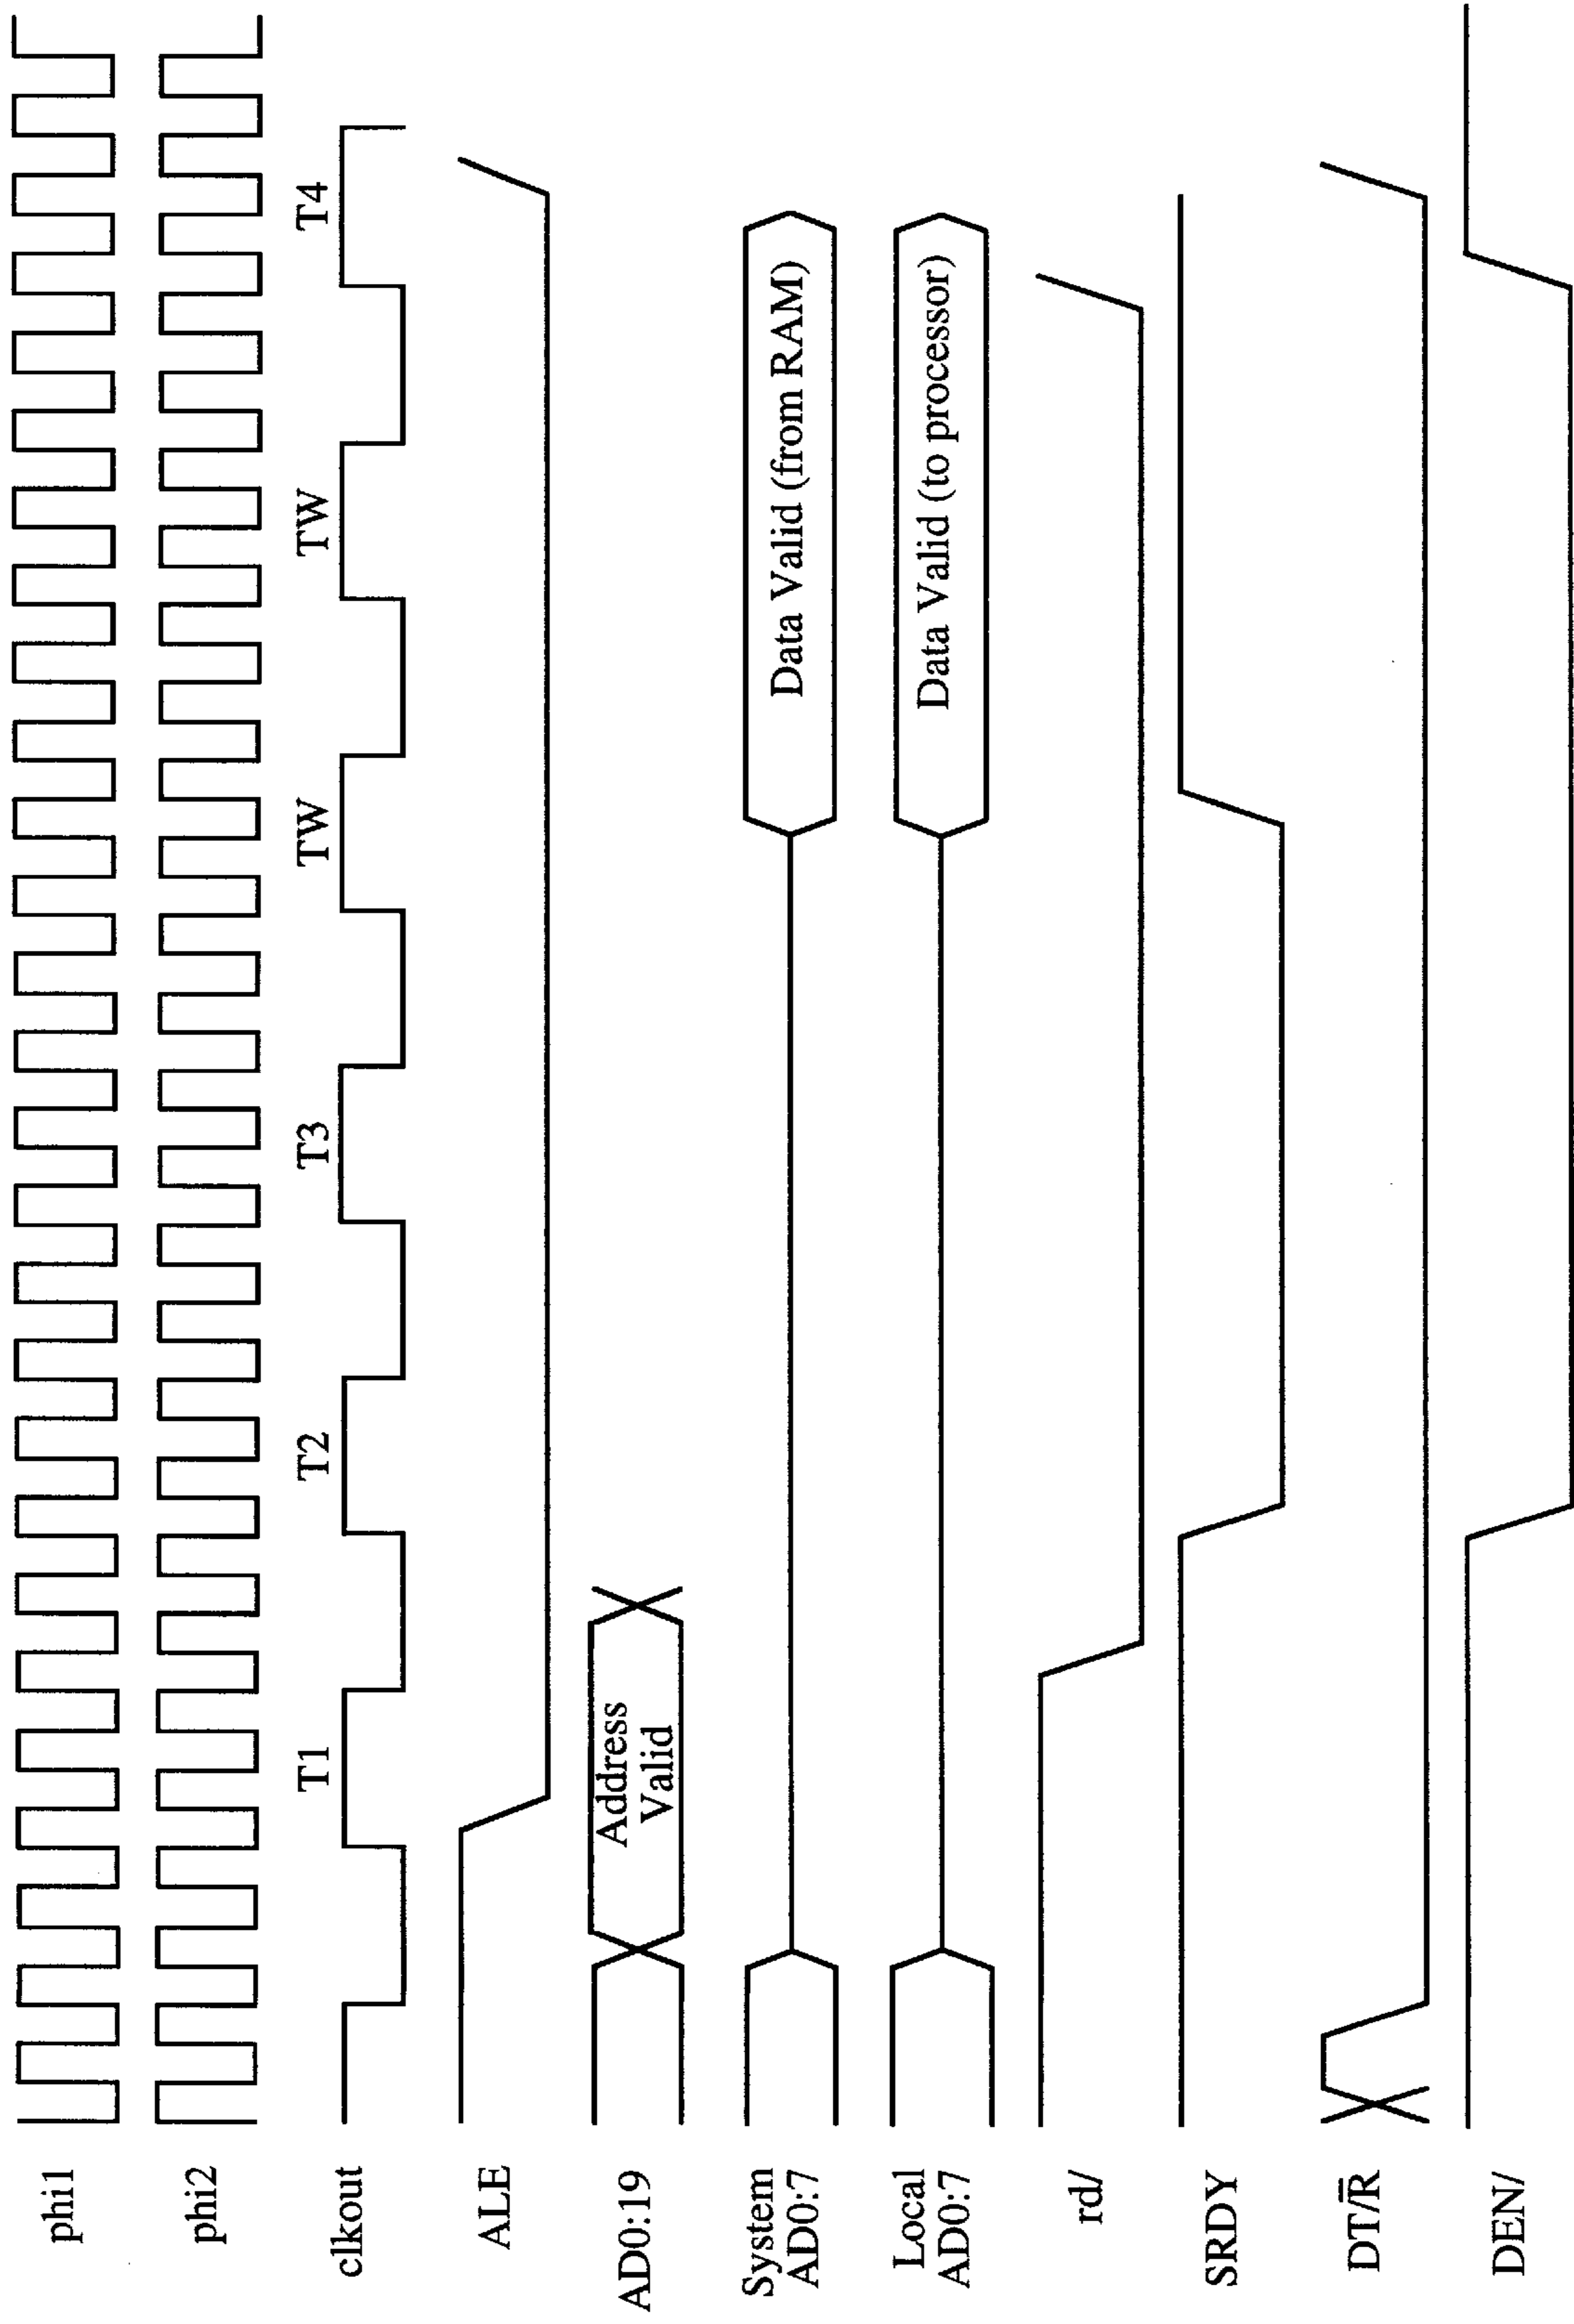 phi1
phi2
T1 T2 T3 TW TW T4
clkout
ALE
Address
Valid
AD0:19
System
AD0:7
Data Valid (from RAM)
Local
AD0:7
Data Valid (to processor)
rd/
SRDY
DT/R̅
DEN/